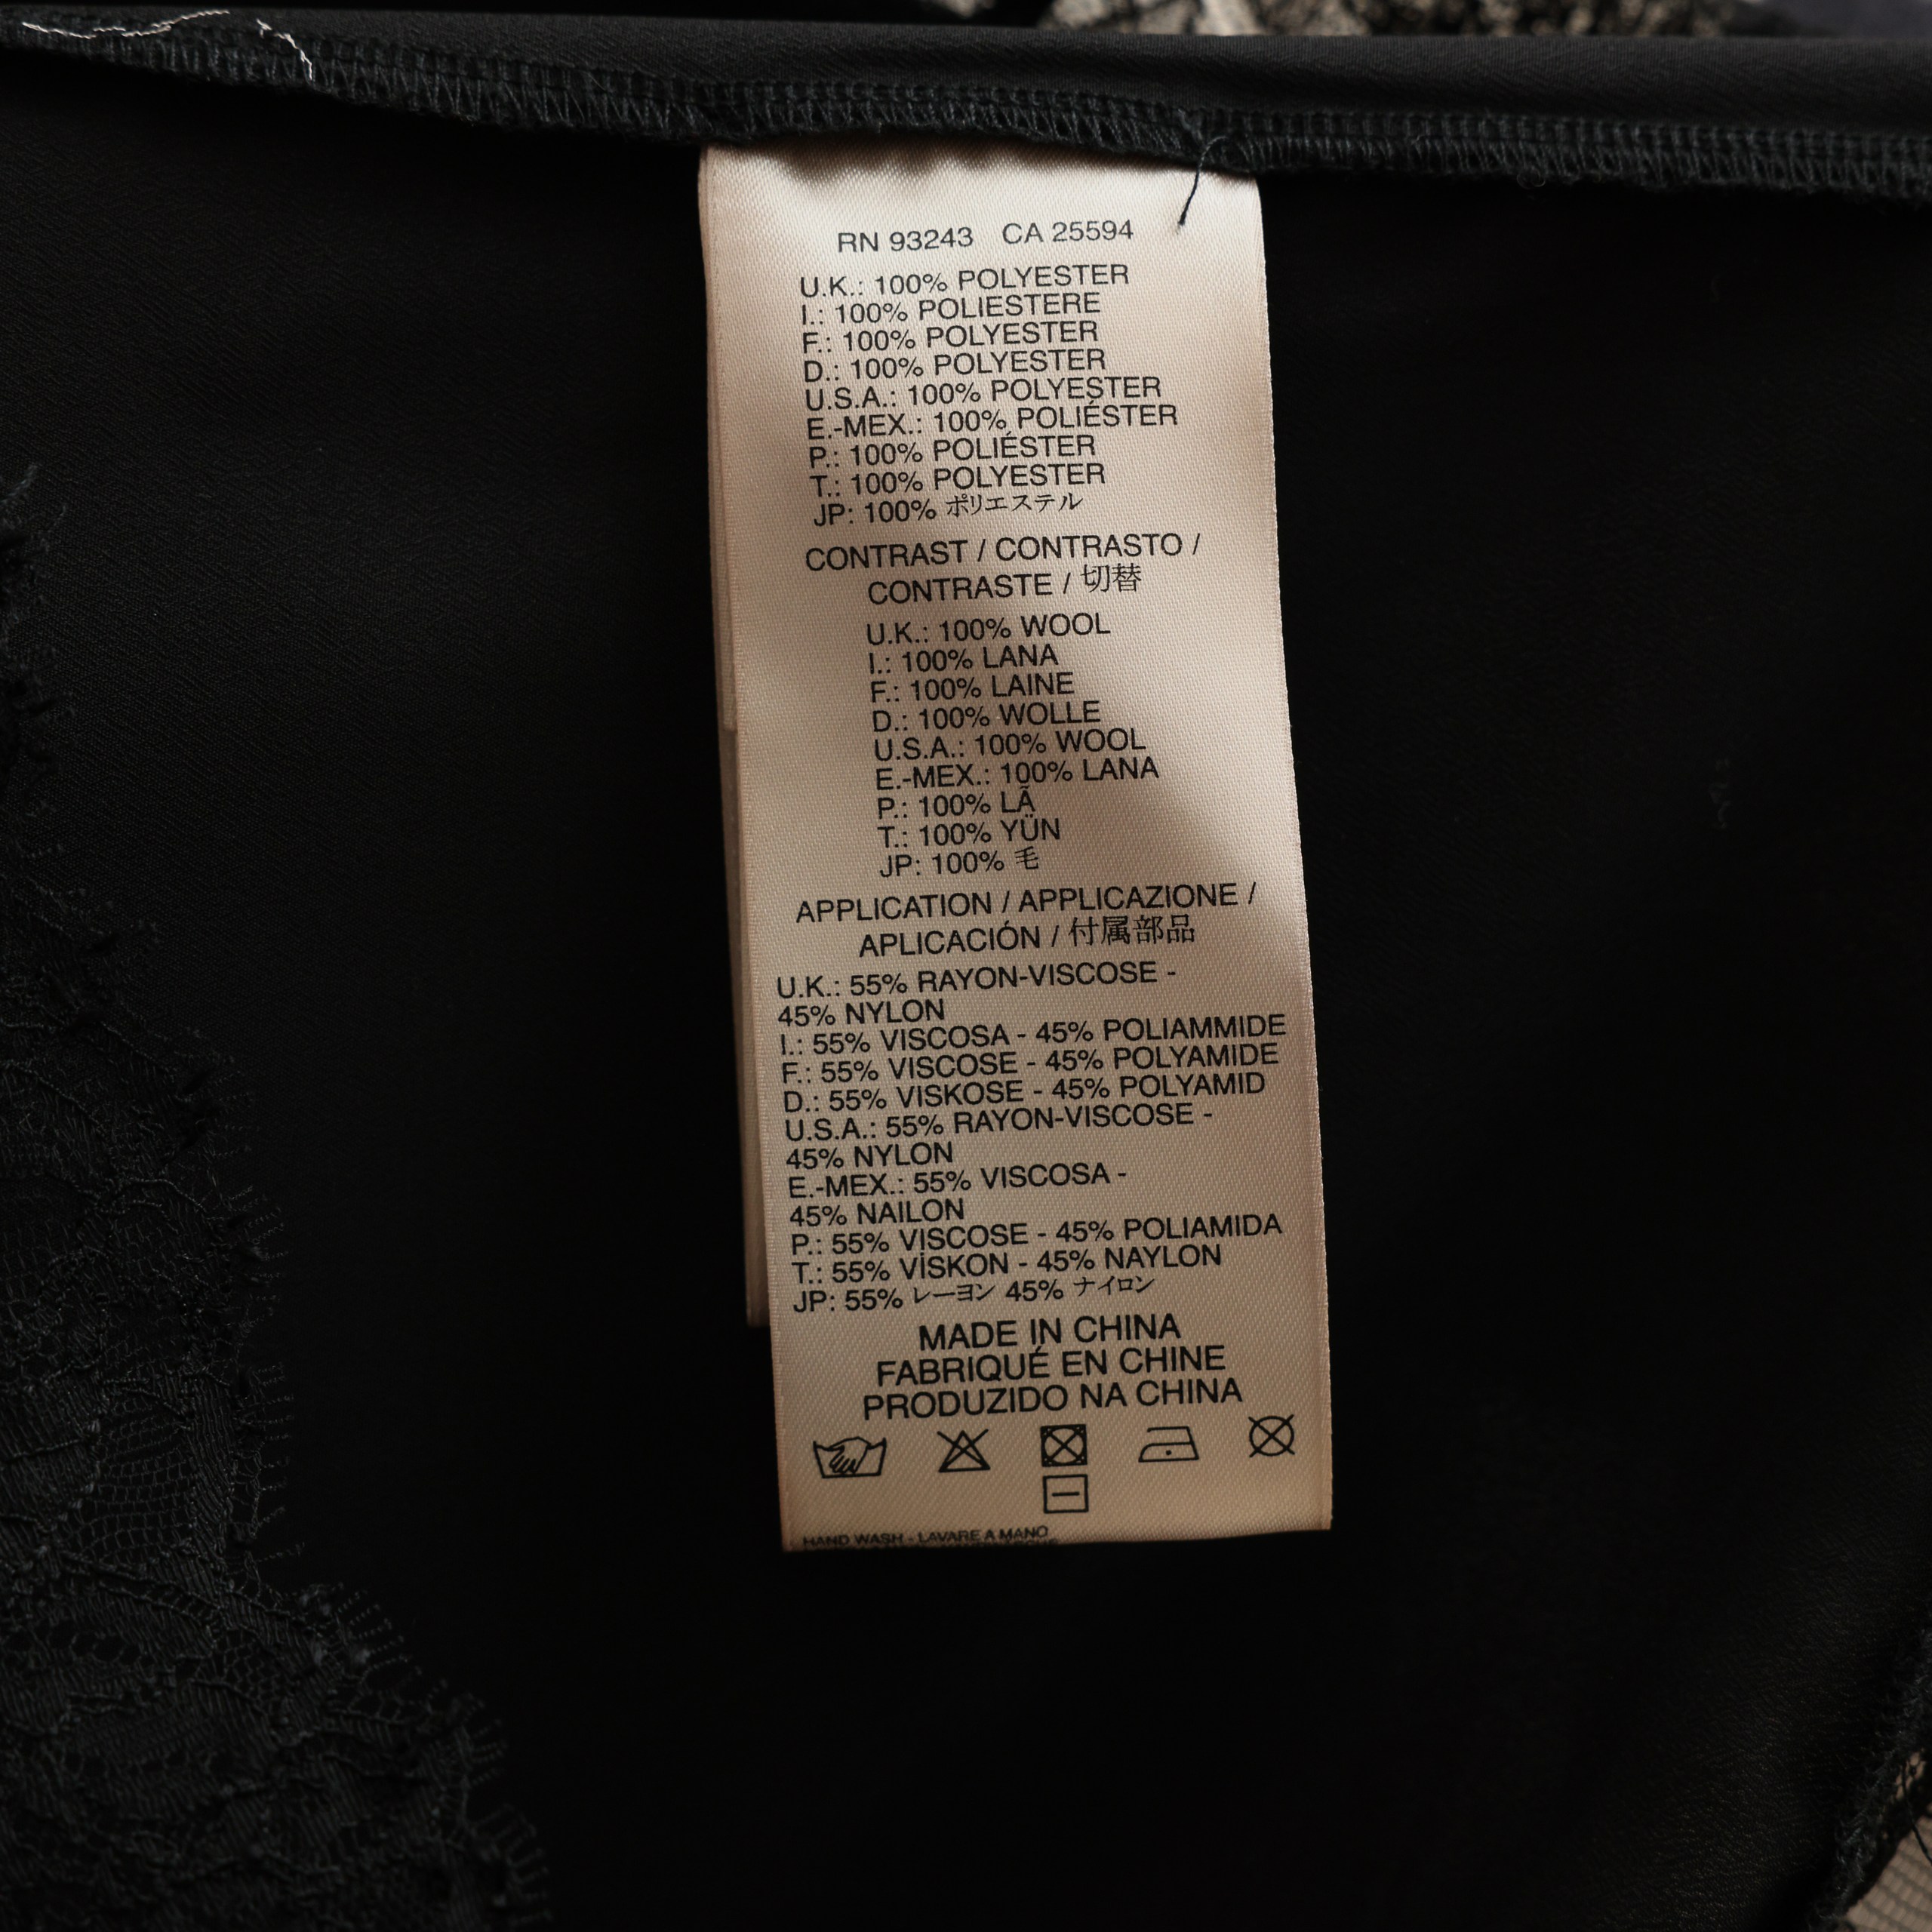 RN 93243 CA 25594
U.K.: 100% POLYESTER
I.: 100% POLIESTERE
F.: 100% POLYESTER
D.: 100% POLYESTER
U.S.A.: 100% POLYESTER
E.-MEX.: 100% POLIÉSTER
P.: 100% POLIÉSTER
T.: 100% POLYESTER
JP: 100% ポリエステル
CONTRAST / CONTRASTO /
CONTRASTE / 切替
U.K.: 100% WOOL
I.: 100% LANA
F.: 100% LAINE
D.: 100% WOLLE
U.S.A.: 100% WOOL
E.-MEX.: 100% LANA
P.: 100% LÃ
T.: 100% YÜN
JP: 100% 毛
APPLICATION / APPLICAZIONE /
APLICACIÓN / 付属部品
U.K.: 55% RAYON-VISCOSE -
45% NYLON
I.: 55% VISCOSA - 45% POLIAMMIDE
F.: 55% VISCOSE - 45% POLYAMIDE
D.: 55% VISKOSE - 45% POLYAMID
U.S.A.: 55% RAYON-VISCOSE -
45% NYLON
E.-MEX.: 55% VISCOSA -
45% NAILON
P.: 55% VISCOSE - 45% POLIAMIDA
T.: 55% VİSKON - 45% NAYLON
JP: 55% レーヨン 45% ナイロン
MADE IN CHINA
FABRIQUÉ EN CHINE
PRODUZIDO NA CHINA
HAND WASH - LAVARE A MANO